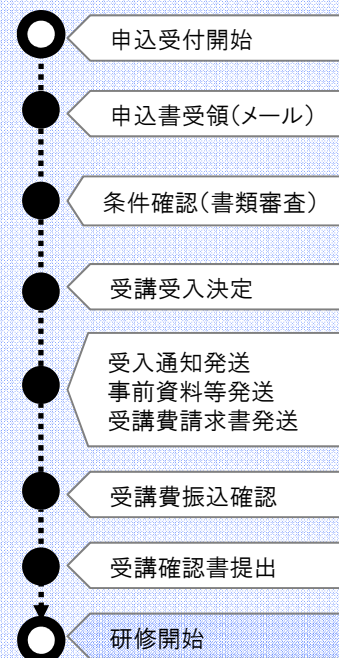 申込受付開始
申込書受領(メール)
条件確認(書類審査)
受講受入決定
受入通知発送
事前資料等発送
受講費請求書発送
受講費振込確認
受講確認書提出
研修開始